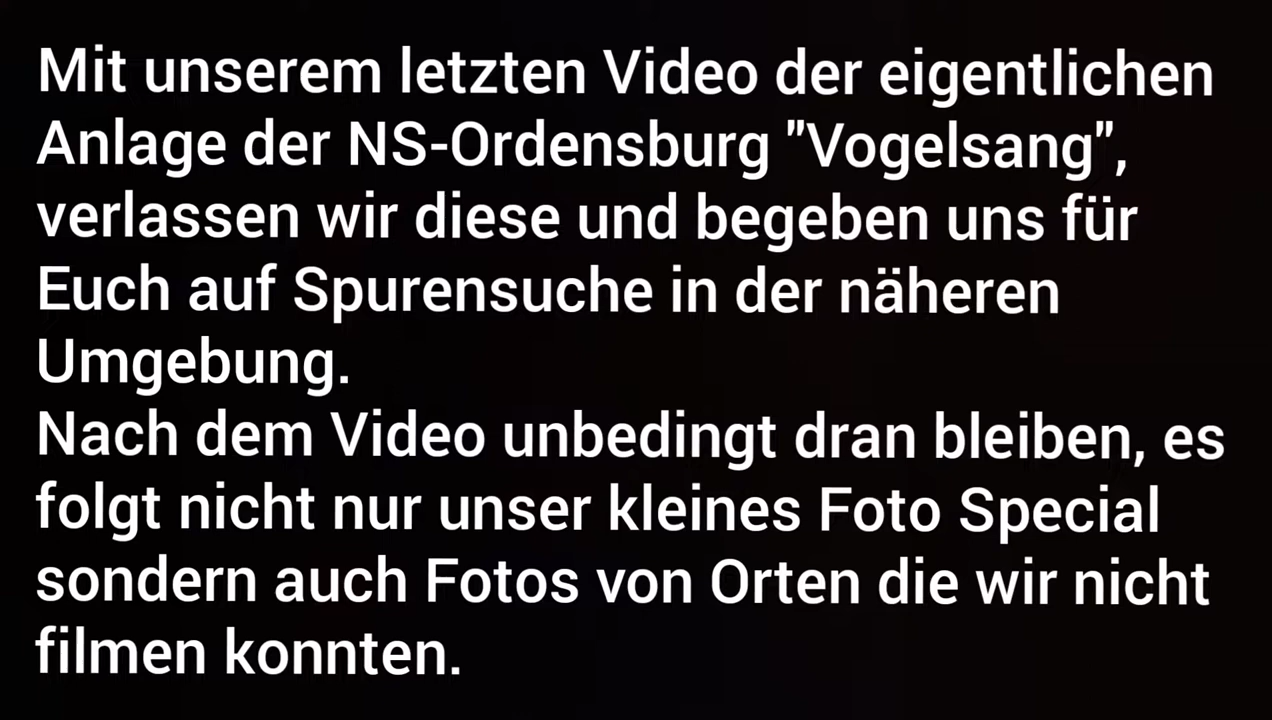 Mit unserem letzten Video der eigentlichen
Anlage der NS-Ordensburg "Vogelsang",
verlassen wir diese und begeben uns für
Euch auf Spurensuche in der näheren
Umgebung.
Nach dem Video unbedingt dran bleiben, es
folgt nicht nur unser kleines Foto Special
sondern auch Fotos von Orten die wir nicht
filmen konnten.